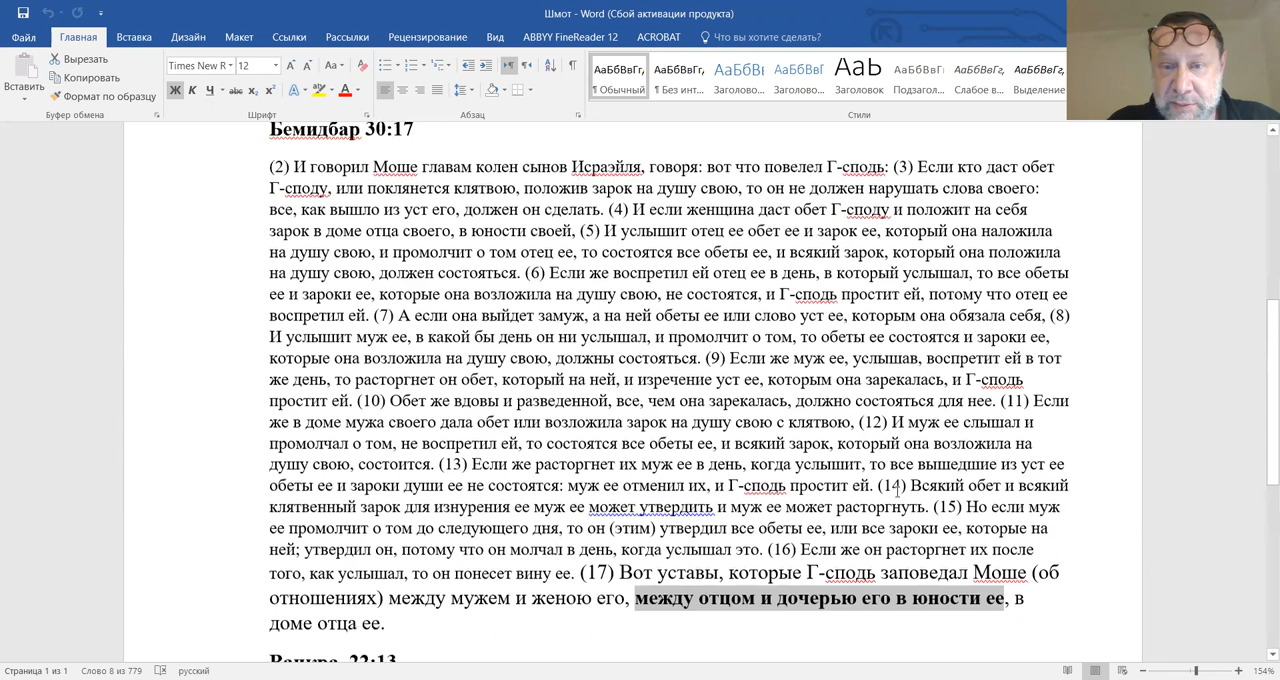 Шмот - Word (Сбой активации продукта)
Файл Главная Вставка Дизайн Макет Ссылки Рассылки Рецензирование Вид ABBYY FineReader 12 ACROBAT Что вы хотите сделать?
Вставить
Вырезать
Копировать
Формат по образцу
Буфер обмена
Times New R 12
Шрифт
Абзац
АаБбВвГг, АаБбВвГг, АаБбВі АаБбВвГ АаБ АаБбВвГг АаБбВвГг, АаБбВвГг,
¶ Обычный ¶ Без инт... Заголово... Заголово... Заголовок Подзагол... Слабое в... Выделение
Стили
Бемидбар 30:17
(2) И говорил Моше главам колен сынов Исраэйля, говоря: вот что повелел Г-сподь: (3) Если кто даст обет
Г-споду, или поклянется клятвою, положив зарок на душу свою, то он не должен нарушать слова своего:
все, как вышло из уст его, должен он сделать. (4) И если женщина даст обет Г-споду и положит на себя
зарок в доме отца своего, в юности своей, (5) И услышит отец ее обет ее и зарок ее, который она наложила
на душу свою, и промолчит о том отец ее, то состоятся все обеты ее, и всякий зарок, который она положила
на душу свою, должен состояться. (6) Если же воспретил ей отец ее в день, в который услышал, то все обеты
ее и зароки ее, которые она возложила на душу свою, не состоятся, и Г-сподь простит ей, потому что отец ее
воспретил ей. (7) А если она выйдет замуж, а на ней обеты ее или слово уст ее, которым она обязала себя, (8)
И услышит муж ее, в какой бы день он ни услышал, и промолчит о том, то обеты ее состоятся и зароки ее,
которые она возложила на душу свою, должны состояться. (9) Если же муж ее, услышав, воспретит ей в тот
же день, то расторгнет он обет, который на ней, и изречение уст ее, которым она зарекалась, и Г-сподь
простит ей. (10) Обет же вдовы и разведенной, все, чем она зарекалась, должно состояться для нее. (11) Если
же в доме мужа своего дала обет или возложила зарок на душу свою с клятвою, (12) И муж ее слышал и
промолчал о том, не воспретил ей, то состоятся все обеты ее, и всякий зарок, который она возложила на
душу свою, состоится. (13) Если же расторгнет их муж ее в день, когда услышит, то все вышедшие из уст ее
обеты ее и зароки души ее не состоятся: муж ее отменил их, и Г-сподь простит ей. (14) Всякий обет и всякий
клятвенный зарок для изнурения ее муж ее может утвердить и муж ее может расторгнуть. (15) Но если муж
ее промолчит о том до следующего дня, то он (этим) утвердил все обеты ее, или все зароки ее, которые на
ней; утвердил он, потому что он молчал в день, когда услышал это. (16) Если же он расторгнет их после
того, как услышал, то он понесет вину ее. (17) Вот уставы, которые Г-сподь заповедал Моше (об
отношениях) между мужем и женою его, между отцом и дочерью его в юности ее, в
доме отца ее.
Ваикра 22:13
Страница 1 из 1 Слово 8 из 779 русский 154%